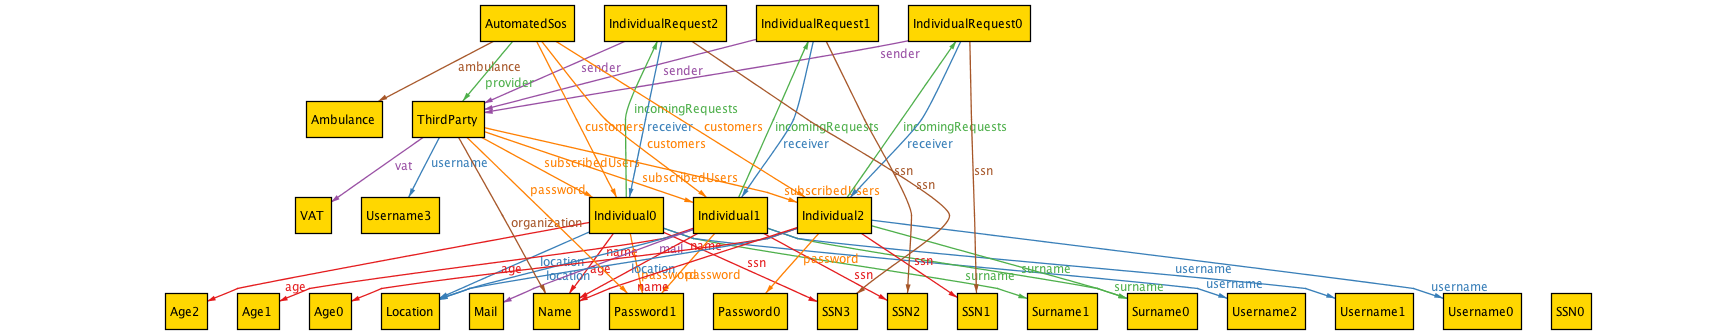 AutomatedSos IndividualRequest2 IndividualRequest1 IndividualRequest0
sender
ambulance sender sender
provider
Ambulance ThirdParty incomingRequests
customers receiver customers incomingRequests incomingRequests
customers receiver receiver
vat username subscribedUsers ssn ssn
subscribedUsers ssn
password subscribedUsers
VAT Username3 Individual0 Individual1 Individual2
organization
name mail name
location password ssn
age location age location ssn ssn surname surname username
age name password password surname username username
Age2 Age1 Age0 Location Mail Name Password1 Password0 SSN3 SSN2 SSN1 Surname1 Surname0 Username2 Username1 Username0 SSN0